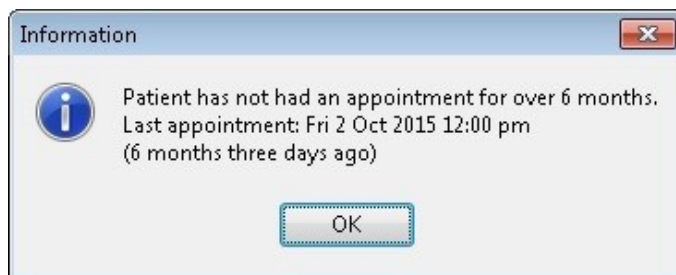 Information
Patient has not had an appointment for over 6 months.
Last appointment: Fri 2 Oct 2015 12:00 pm
(6 months three days ago)
OK